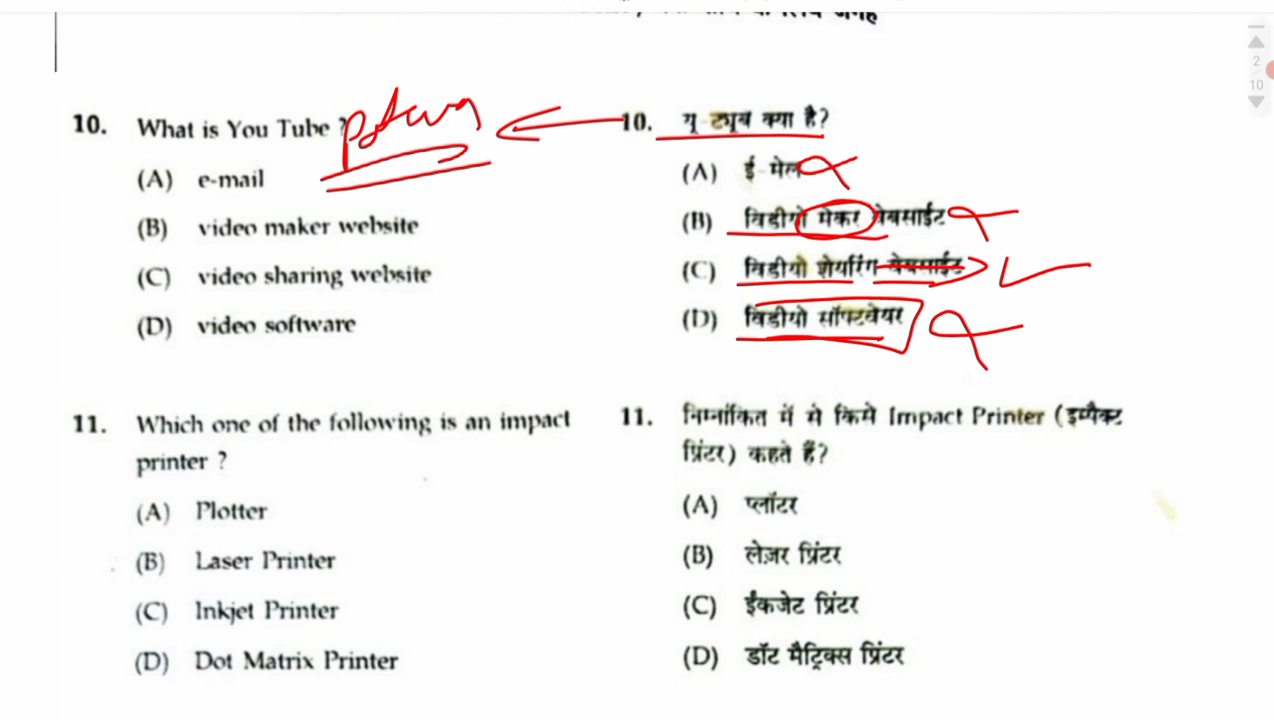 10. What is You Tube ?
(A) e-mail
(B) video maker website
(C) video sharing website
(D) video software
11. Which one of the following is an impact
printer ?
(A) Plotter
(B) Laser Printer
(C) Inkjet Printer
(D) Dot Matrix Printer
10. यू ट्यूब क्या है?
(A) ई-मेल
(B) विडीयो मेकर वेबसाईट
(C) विडीयो शेयरिंग वेबसाईट
(D) विडीयो सॉफ्टवेयर
11. निम्नांकित में से किसे Impact Printer (इम्पैक्ट
प्रिंटर) कहते हैं?
(A) प्लॉटर
(B) लेज़र प्रिंटर
(C) ईंकजेट प्रिंटर
(D) डॉट मैट्रिक्स प्रिंटर
2
10